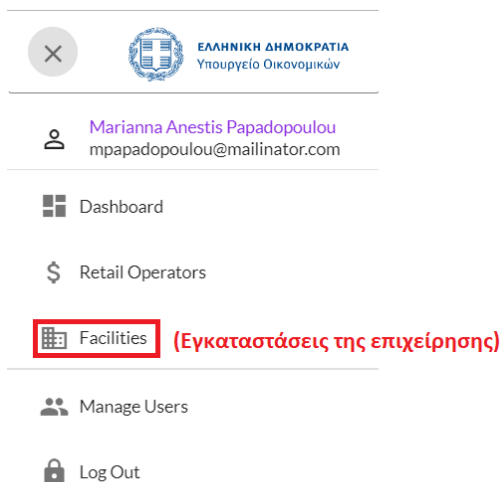 ΕΛΛΗΝΙΚΗ ΔΗΜΟΚΡΑΤΙΑ
Υπουργείο Οικονομικών
Marianna Anestis Papadopoulou
mpapadopoulou@mailinator.com
Dashboard
Retail Operators
Facilities (Εγκαταστάσεις της επιχείρησης)
Manage Users
Log Out